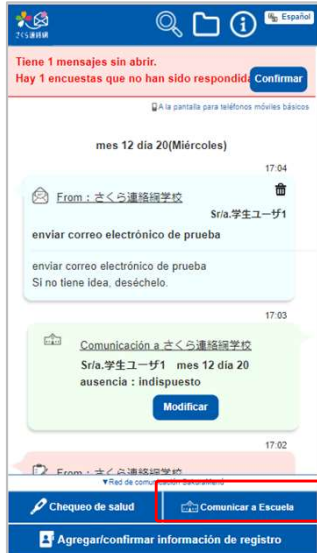 さくら連絡網
Español
Tiene 1 mensajes sin abrir.
Hay 1 encuestas que no han sido respondida
Confirmar
A la pantalla para teléfonos móviles básicos
mes 12 día 20(Miércoles)
17:04
From : さくら連絡網学校
Sr/a.学生ユーザ1
enviar correo electrónico de prueba
enviar correo electrónico de prueba
Si no tiene idea, deséchelo.
17:03
Comunicación a さくら連絡網学校
Sr/a.学生ユーザ1 mes 12 día 20
ausencia : indispuesto
Modificar
17:02
From : さくら連絡網学校
▼Red de comunicación SakuraMenú
Chequeo de salud
Comunicar a Escuela
Agregar/confirmar información de registro